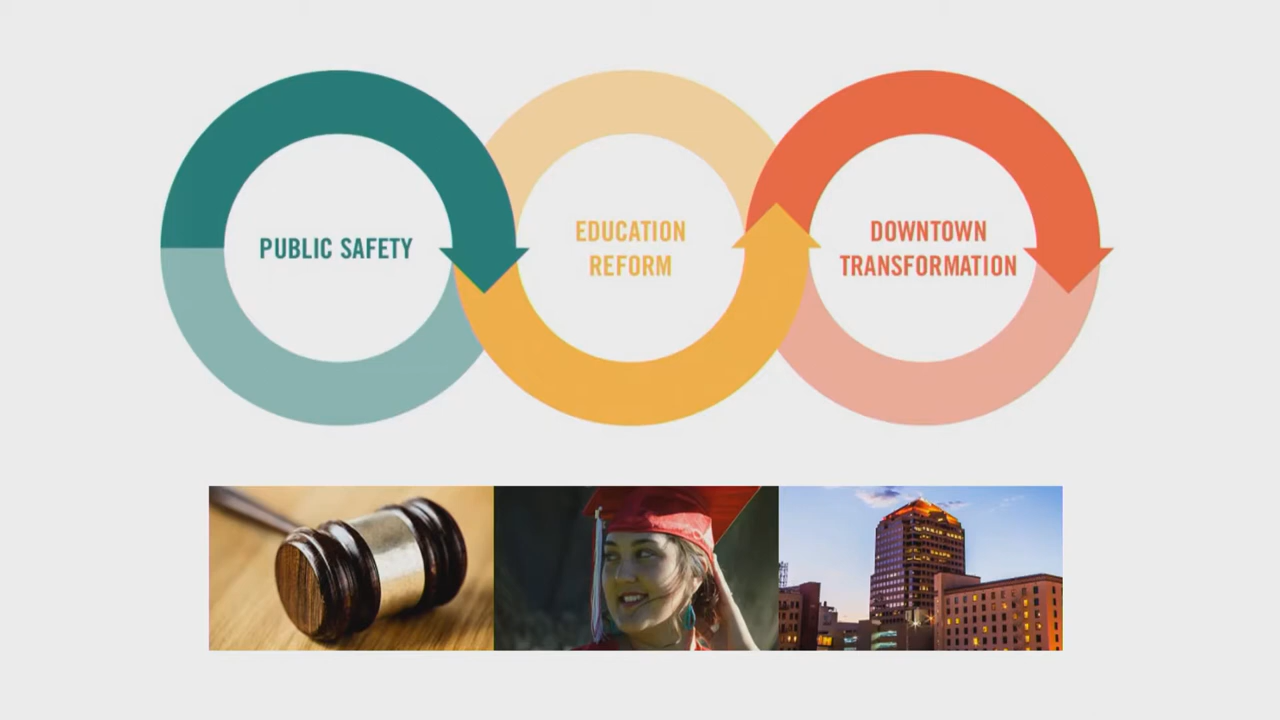 PUBLIC SAFETY
EDUCATION
REFORM
DOWNTOWN
TRANSFORMATION